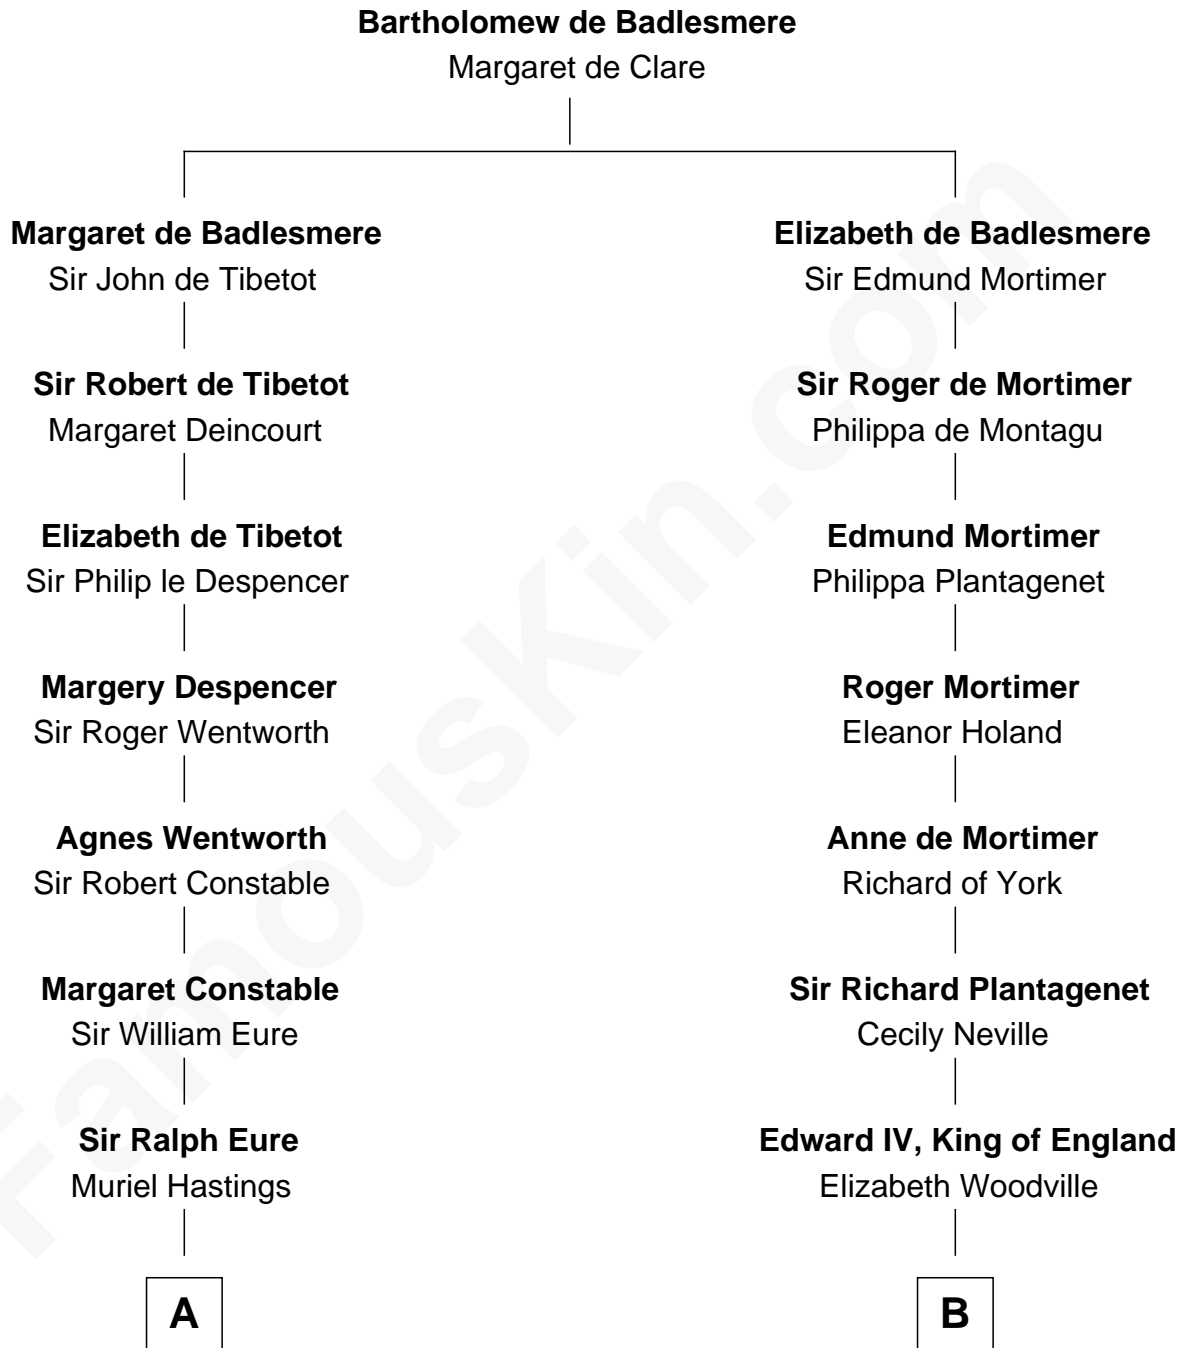 Bartholomew de Badlesmere
Margaret de Clare
Margaret de Badlesmere
Sir John de Tibetot
Elizabeth de Badlesmere
Sir Edmund Mortimer
Sir Robert de Tibetot
Margaret Deincourt
Sir Roger de Mortimer
Philippa de Montagu
Elizabeth de Tibetot
Sir Philip le Despencer
Edmund Mortimer
Philippa Plantagenet
Margery Despencer
Sir Roger Wentworth
Roger Mortimer
Eleanor Holand
Agnes Wentworth
Sir Robert Constable
Anne de Mortimer
Richard of York
Margaret Constable
Sir William Eure
Sir Richard Plantagenet
Cecily Neville
Sir Ralph Eure
Muriel Hastings
Edward IV, King of England
Elizabeth Woodville
A
B
FamousKin.com